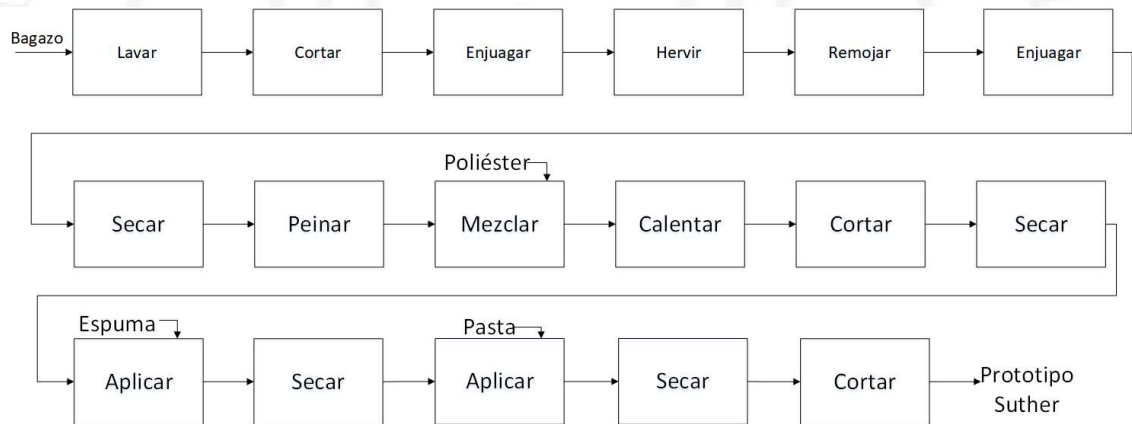 Bagazo
Lavar
Cortar
Enjuagar
Hervir
Remojar
Enjuagar
Poliéster
Secar
Peinar
Mezclar
Calentar
Cortar
Secar
Espuma
Pasta
Aplicar
Secar
Aplicar
Secar
Cortar
Prototipo
Suther